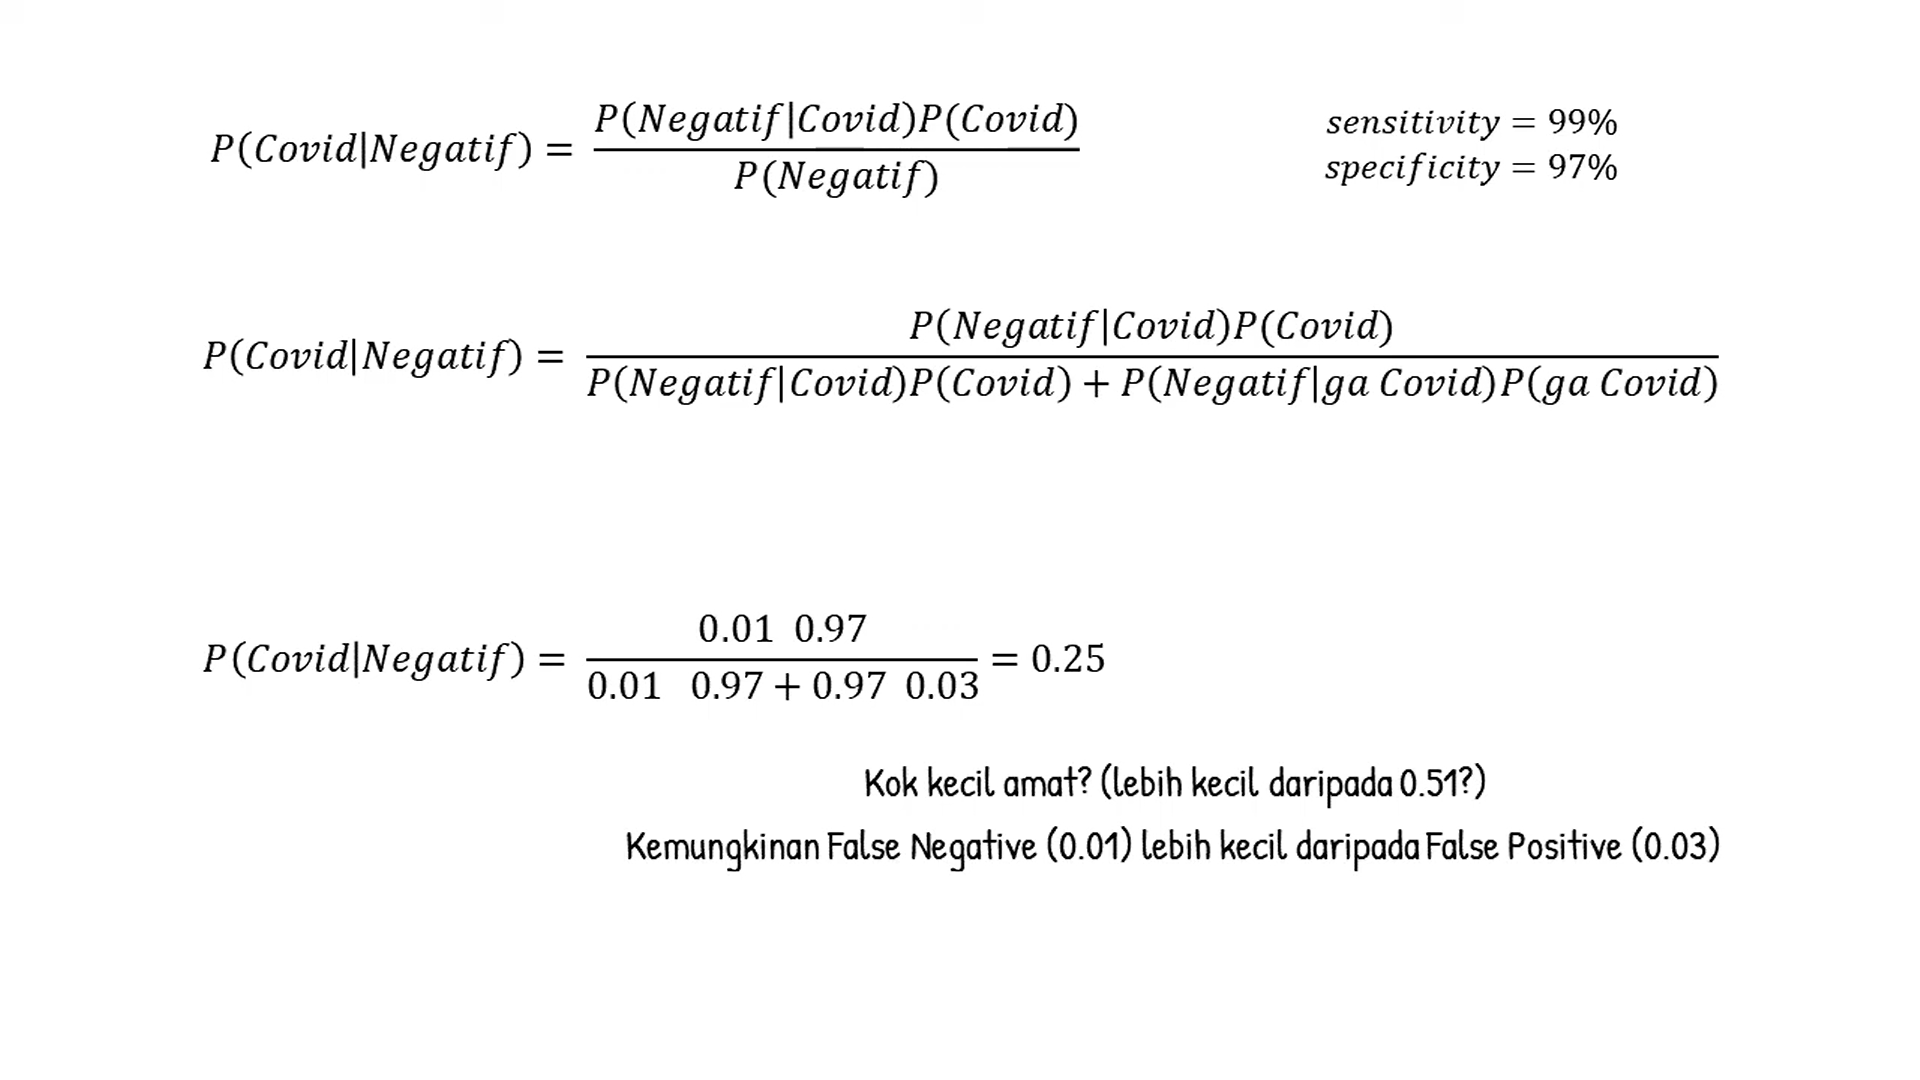 P(Covid|Negatif) = \frac{P(Negatif|Covid)P(Covid)}{P(Negatif)}
sensitivity = 99%
specificity = 97%
P(Covid|Negatif) = \frac{P(Negatif|Covid)P(Covid)}{P(Negatif|Covid)P(Covid) + P(Negatif|ga Covid)P(ga Covid)}
P(Covid|Negatif) = \frac{0.01 0.97}{0.01 0.97 + 0.97 0.03} = 0.25
Kok kecil amat? (lebih kecil daripada 0.51?)
Kemungkinan False Negative (0.01) lebih kecil daripada False Positive (0.03)